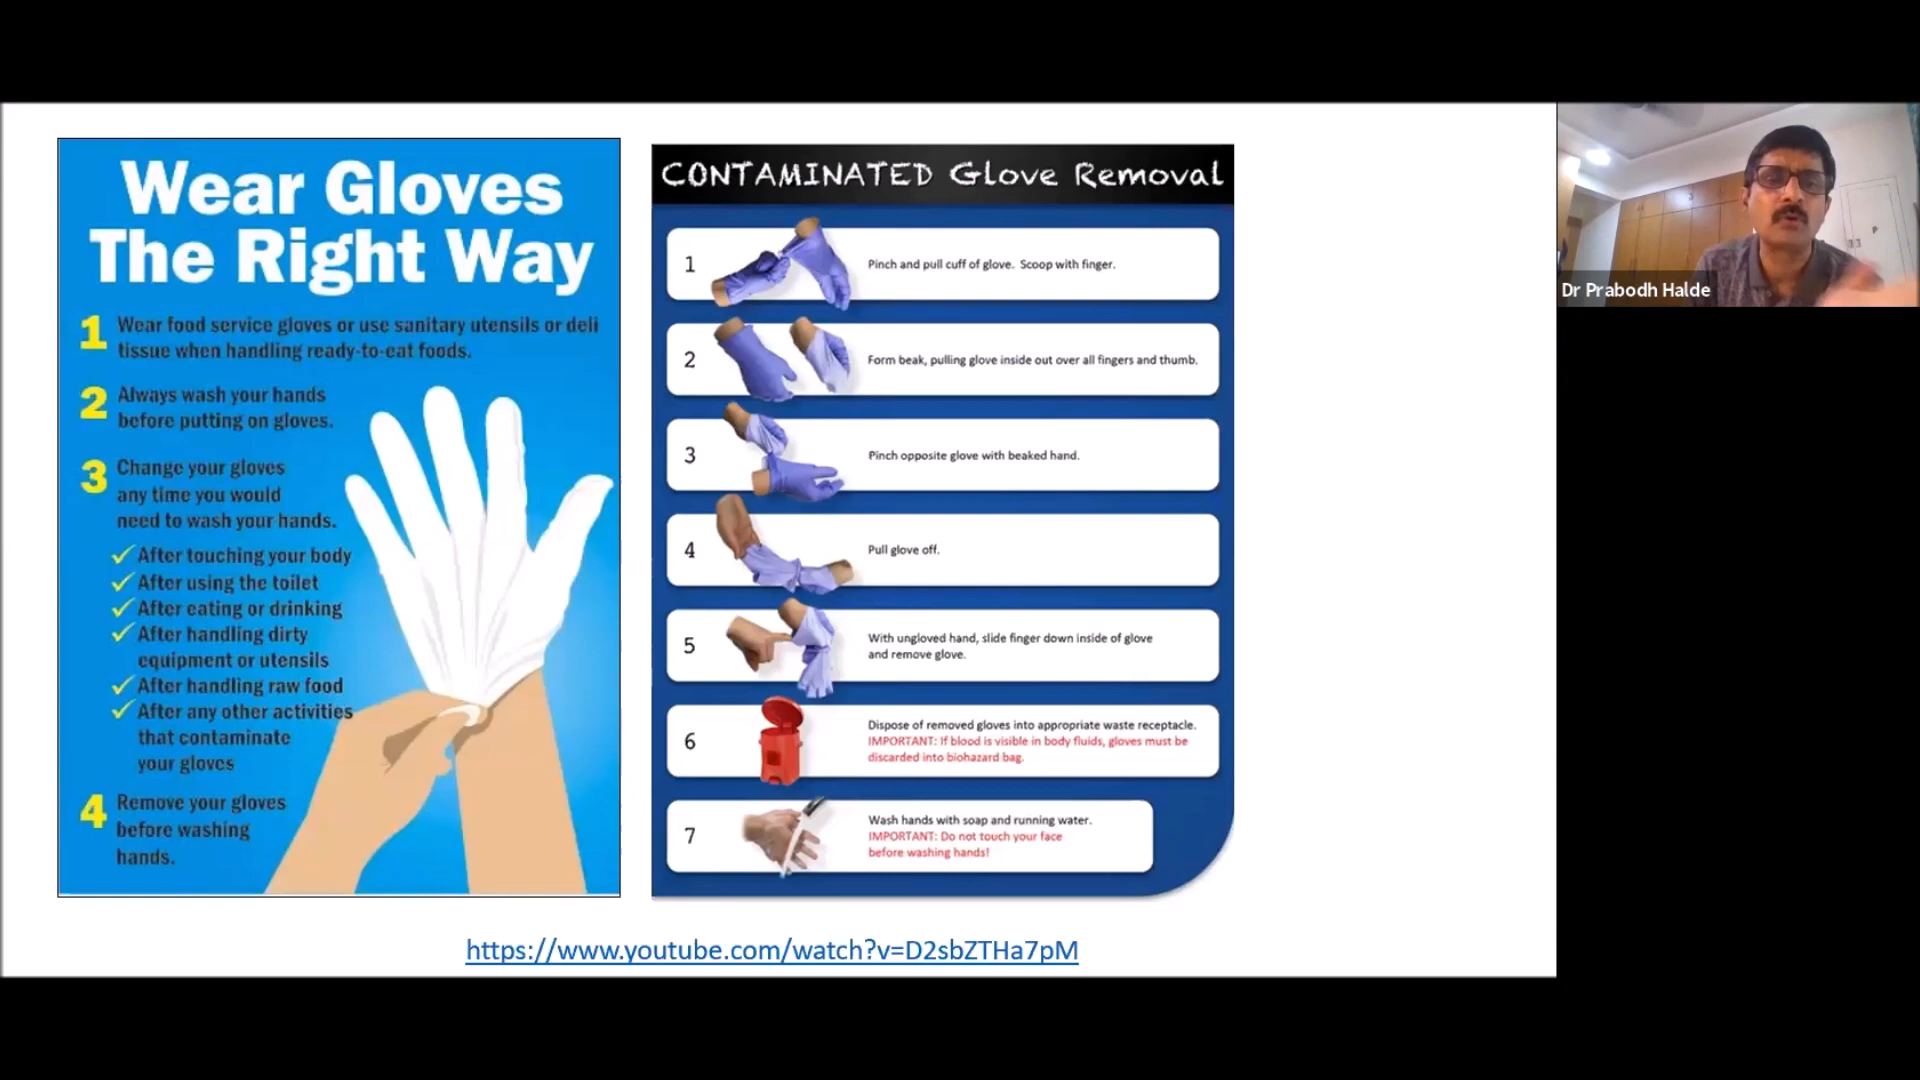 Wear Gloves
The Right Way
1 Wear food service gloves or use sanitary utensils or deli
tissue when handling ready-to-eat foods.
2 Always wash your hands
before putting on gloves.
3 Change your gloves
any time you would
need to wash your hands.
After touching your body
After using the toilet
After eating or drinking
After handling dirty
equipment or utensils
After handling raw food
After any other activities
that contaminate
your gloves
4 Remove your gloves
before washing
hands.
CONTAMINATED Glove Removal
1 Pinch and pull cuff of glove. Scoop with finger.
2 Form beak, pulling glove inside out over all fingers and thumb.
3 Pinch opposite glove with beaked hand.
4 Pull glove off.
5 With ungloved hand, slide finger down inside of glove
and remove glove.
6 Dispose of removed gloves into appropriate waste receptacle.
IMPORTANT: If blood is visible in body fluids, gloves must be
discarded into biohazard bag.
7 Wash hands with soap and running water.
IMPORTANT: Do not touch your face
before washing hands!
https://www.youtube.com/watch?v=D2sbZTHa7pM
Dr Prabodh Halde